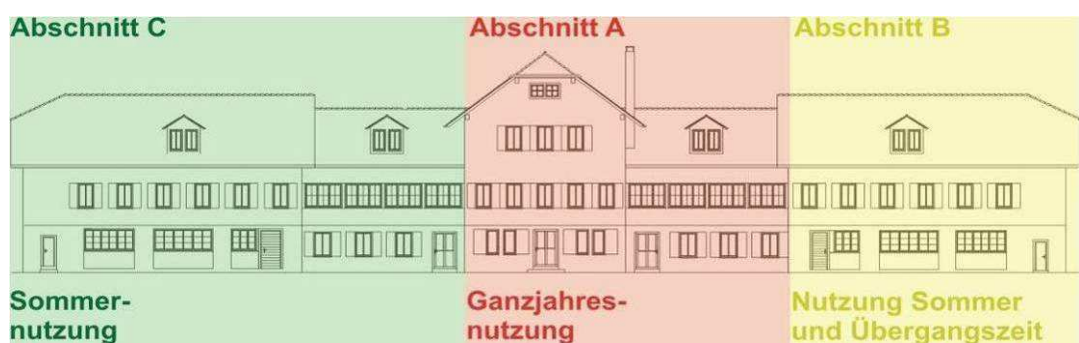 Abschnitt C
Abschnitt A
Abschnitt B
Sommer-
nutzung
Ganzjahres-
nutzung
Nutzung Sommer
und Übergangszeit